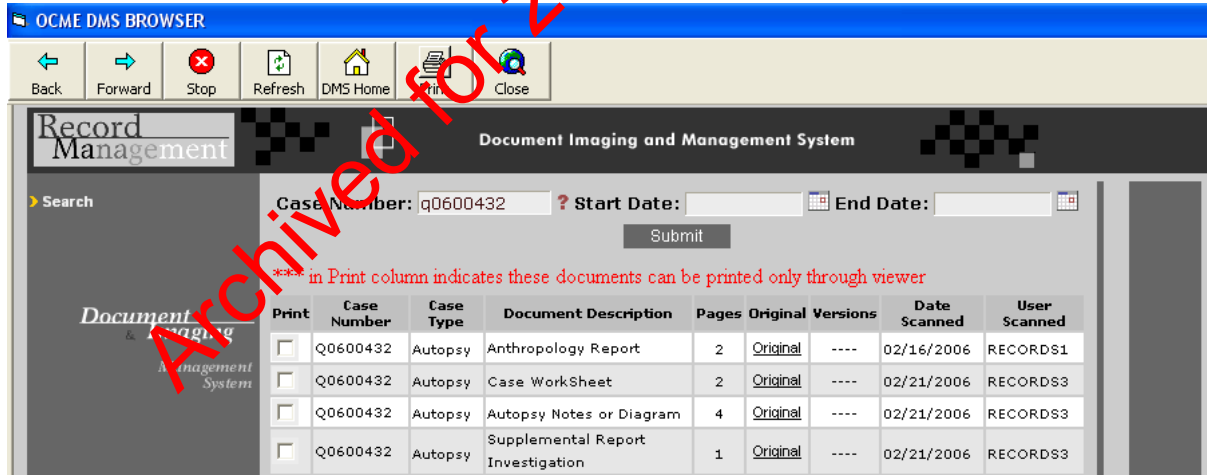 OCME DMS BROWSER
Back Forward Stop Refresh DMS Home Print Close
Record
Management
Document Imaging and Management System
Search
Case Number: q0600432 ? Start Date: End Date:
Submit
*** in Print column indicates these documents can be printed only through viewer
Document
& Imaging
Management
System
Print Case Number Case Type Document Description Pages Original Versions Date Scanned User Scanned
Q0600432 Autopsy Anthropology Report 2 Original ---- 02/16/2006 RECORDS1
Q0600432 Autopsy Case WorkSheet 2 Original ---- 02/21/2006 RECORDS3
Q0600432 Autopsy Autopsy Notes or Diagram 4 Original ---- 02/21/2006 RECORDS3
Q0600432 Autopsy Supplemental Report Investigation 1 Original ---- 02/21/2006 RECORDS3
Archived for 2